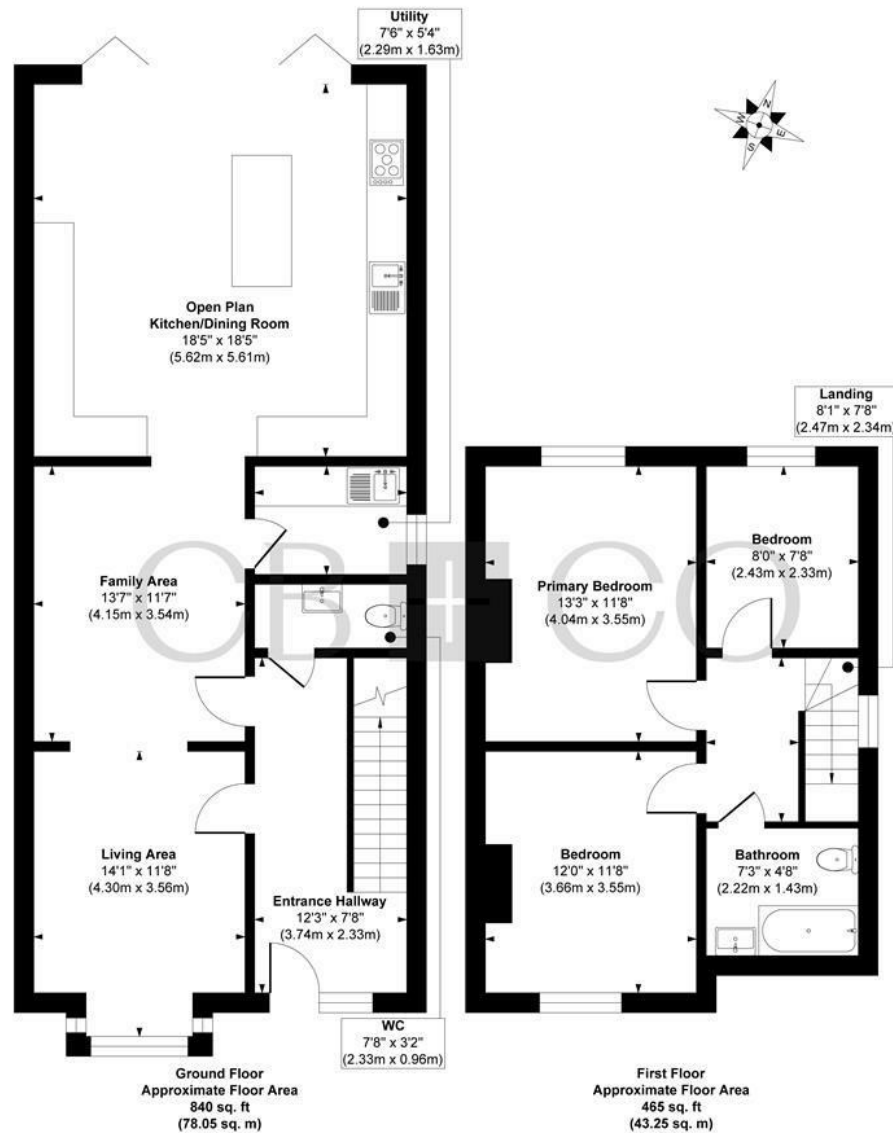 Utility
7'6" x 5'4"
(2.29m x 1.63m)
N
W
E
S
Open Plan
Kitchen/Dining Room
18'5" x 18'5"
(5.62m x 5.61m)
Landing
8'1" x 7'8"
(2.47m x 2.34m)
Family Area
13'7" x 11'7"
(4.15m x 3.54m)
Primary Bedroom
13'3" x 11'8"
(4.04m x 3.55m)
Bedroom
8'0" x 7'8"
(2.43m x 2.33m)
CB CO
Living Area
14'1" x 11'8"
(4.30m x 3.56m)
Entrance Hallway
12'3" x 7'8"
(3.74m x 2.33m)
Bedroom
12'0" x 11'8"
(3.66m x 3.55m)
Bathroom
7'3" x 4'8"
(2.22m x 1.43m)
WC
7'8" x 3'2"
(2.33m x 0.96m)
Ground Floor
Approximate Floor Area
840 sq. ft
(78.05 sq. m)
First Floor
Approximate Floor Area
465 sq. ft
(43.25 sq. m)